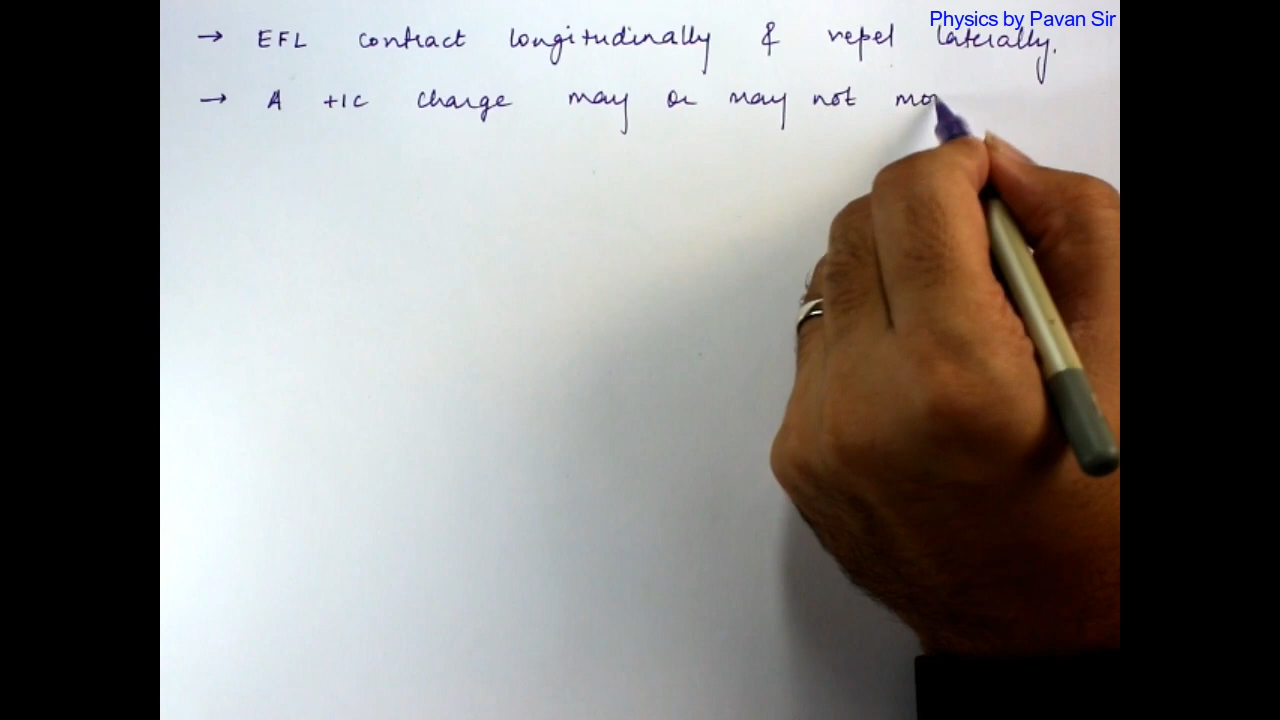 Physics by Pavan Sir
→ EFL contract longitudinally & repel laterally.
→ A +1C charge may or may not mo